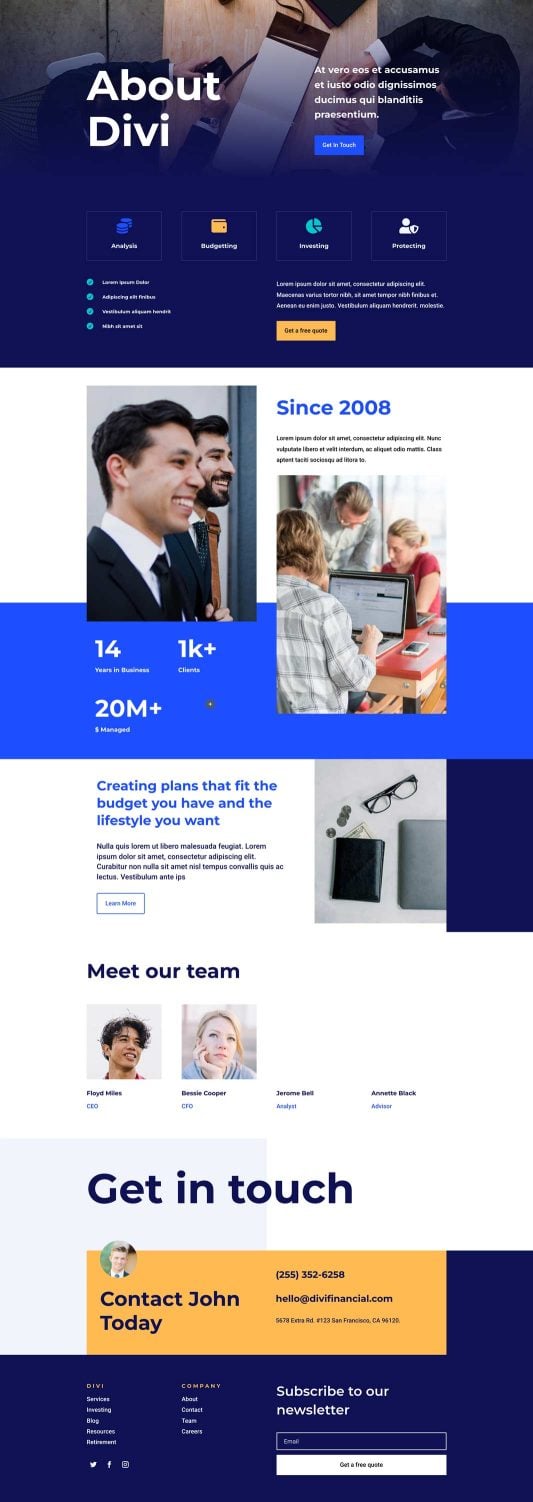 About
Divi
At vero eos et accusamus
et iusto odio dignissimos
ducimus qui blanditiis
praesentium.
Get In Touch
Analysis
Budgetting
Investing
Protecting
Lorem Ipsum Dolor
Adipiscing elit finibus
Vestibulum aliquam hendrit
Nibh sit amet sit
Lorem ipsum dolor sit amet, consectetur adipiscing elit.
Maecenas varius tortor nibh, sit amet tempor nibh finibus et.
Aenean eu enim justo. Vestibulum aliquam hendrerit. molestie.
Get a free quote
Since 2008
Lorem ipsum dolor sit amet, consectetur adipiscing elit. Nunc
vulputate libero et velit interdum, ac aliquet odio mattis. Class
aptent taciti sociosqu ad litora to.
14
Years in Business
1k+
Clients
20M+
$ Managed
Creating plans that fit the
budget you have and the
lifestyle you want
Nulla quis lorem ut libero malesuada feugiat. Lorem
ipsum dolor sit amet, consectetur adipiscing elit.
Curabitur non nulla sit amet nisl tempus convallis quis ac
lectus. Vestibulum ante ips
Learn More
Meet our team
Floyd Miles
CEO
Bessie Cooper
CFO
Jerome Bell
Analyst
Annette Black
Advisor
Get in touch
Contact John
Today
(255) 352-6258
hello@divifinancial.com
5678 Extra Rd. #123 San Francisco, CA 96120.
DIVI
Services
Investing
Blog
Resources
Retirement
COMPANY
About
Contact
Team
Careers
Subscribe to our
newsletter
Email
Get a free quote